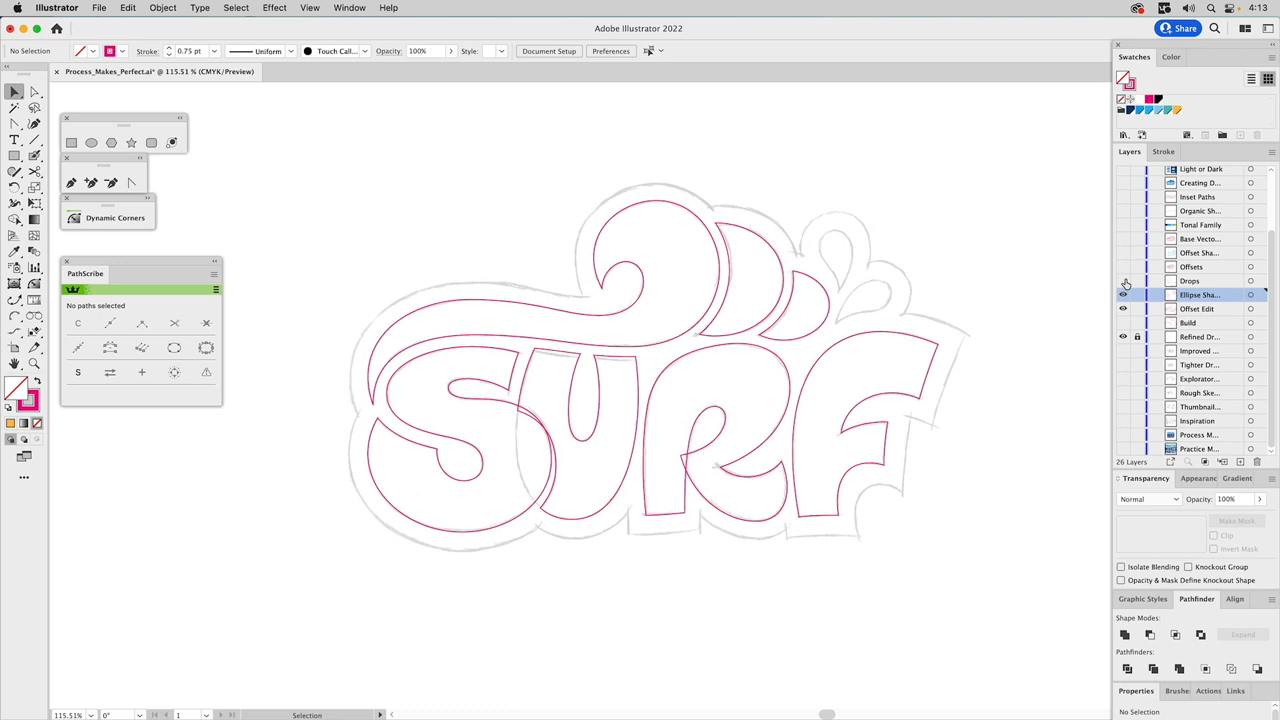 Illustrator File Edit Object Type Select Effect View Window Help 4:13
Adobe Illustrator 2022 Share
No Selection Stroke: 0.75 pt Uniform Touch Call... Opacity: 100% Style: Document Setup Preferences
Process_Makes_Perfect.ai* @ 115.51 % (CMYK/Preview)
Swatches Color
Layers Stroke
Light or Dark
Creating D...
Inset Paths
Organic Sh...
Tonal Family
Base Vecto...
Offset Sha...
Offsets
Drops
Ellipse Sha...
Offset Edit
Build
Refined Dr...
Improved ...
Tighter Dr...
Explorator...
Rough Ske...
Thumbnail...
Inspiration
Process M...
Practice M...
26 Layers
Transparency Appearanc Gradient
Normal Opacity: 100%
Make Mask
Clip
Invert Mask
Isolate Blending Knockout Group
Opacity & Mask Define Knockout Shape
Graphic Styles Pathfinder Align
Shape Modes:
Expand
Pathfinders:
Properties Brushes Actions Links
No Selection
Dynamic Corners
PathScribe
No paths selected
SURF
115.51% 0° 1 Selection